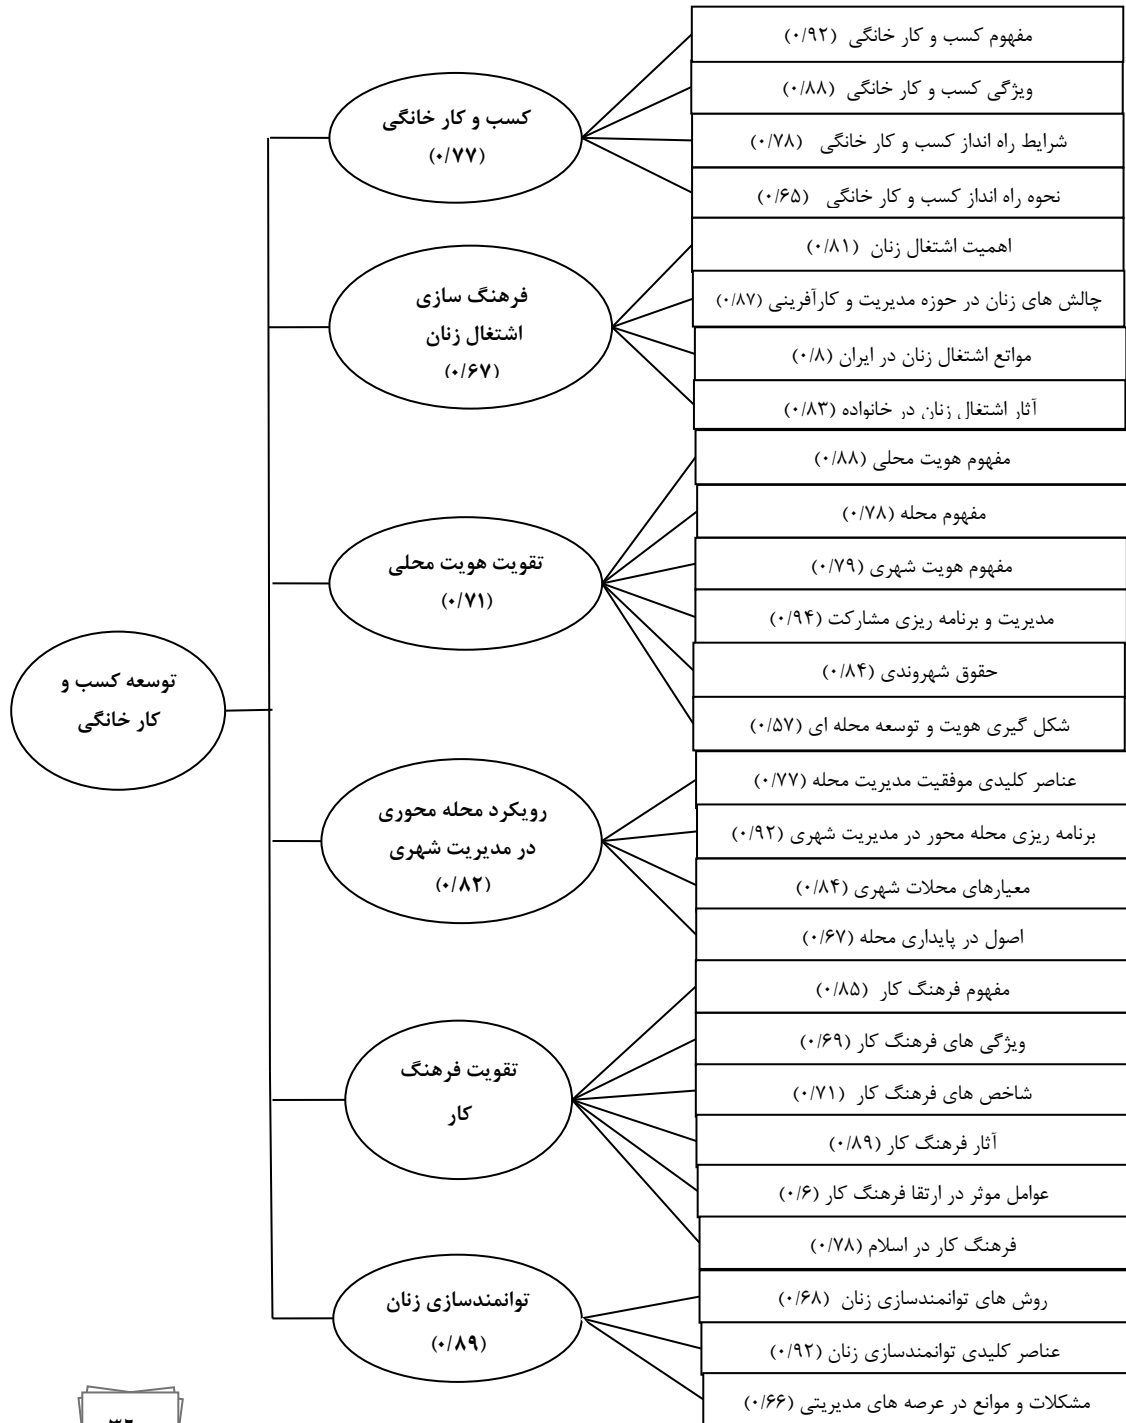 مفهوم کسب و کار خانگی (۰/۹۲)
ویژگی کسب و کار خانگی (۰/۸۸)
شرایط راه انداز کسب و کار خانگی (۰/۷۸)
نحوه راه انداز کسب و کار خانگی (۰/۶۵)
کسب و کار خانگی
(۰/۷۷)
اهمیت اشتغال زنان (۰/۸۱)
چالش های زنان در حوزه مدیریت و کارآفرینی (۰/۸۷)
مواتع اشتغال زنان در ایران (۰/۸)
آثار اشتغال زنان در خانواده (۰/۸۳)
فرهنگ سازی
اشتغال زنان
(۰/۶۷)
مفهوم هویت محلی (۰/۸۸)
مفهوم محله (۰/۷۸)
مفهوم هویت شهری (۰/۷۹)
مدیریت و برنامه ریزی مشارکت (۰/۹۴)
حقوق شهروندی (۰/۸۴)
شکل گیری هویت و توسعه محله ای (۰/۵۷)
تقویت هویت محلی
(۰/۷۱)
توسعه کسب و
کار خانگی
عناصر کلیدی موفقیت مدیریت محله (۰/۷۷)
برنامه ریزی محله محور در مدیریت شهری (۰/۹۲)
معیارهای محلات شهری (۰/۸۴)
اصول در پایداری محله (۰/۶۷)
رویکرد محله محوری
در مدیریت شهری
(۰/۸۲)
مفهوم فرهنگ کار (۰/۸۵)
ویژگی های فرهنگ کار (۰/۶۹)
شاخص های فرهنگ کار (۰/۷۱)
آثار فرهنگ کار (۰/۸۹)
عوامل موثر در ارتقا فرهنگ کار (۰/۶)
فرهنگ کار در اسلام (۰/۷۸)
تقویت فرهنگ
کار
روش های توانمندسازی زنان (۰/۶۸)
عناصر کلیدی توانمندسازی زنان (۰/۹۲)
مشکلات و موانع در عرصه های مدیریتی (۰/۶۶)
توانمندسازی زنان
(۰/۸۹)